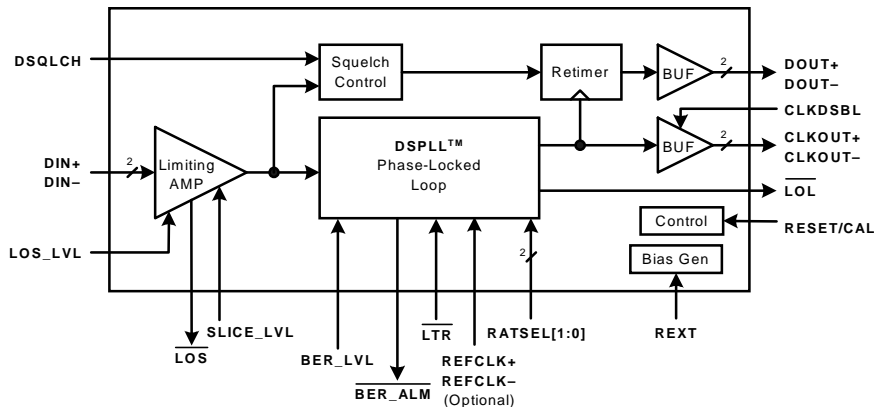 DSQLCH
Squelch
Control
Retimer
BUF
2
DOUT+
DOUT–
CLKDSBL
DIN+
DIN–
2
Limiting
AMP
DSPLL™
Phase-Locked
Loop
BUF
2
CLKOUT+
CLKOUT–
LOL
LOS_LVL
Control
RESET/CAL
2
Bias Gen
LOS
SLICE_LVL
BER_LVL
BER_ALM
LTR
REFCLK+
REFCLK–
(Optional)
RATSEL[1:0]
REXT